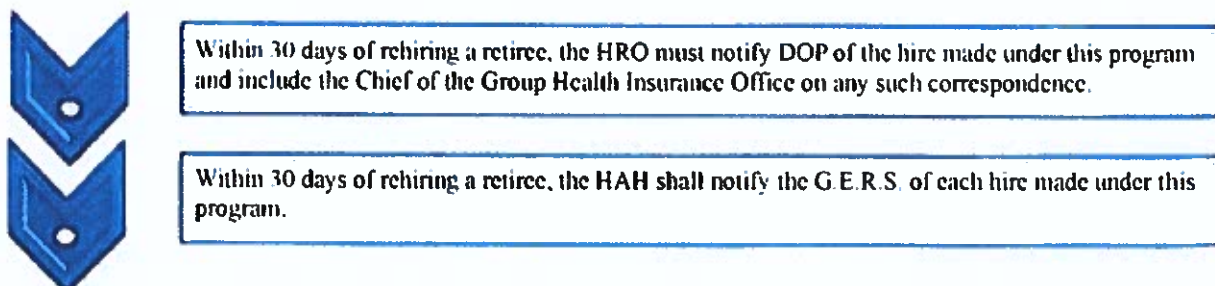 Within 30 days of rehiring a retiree, the HRO must notify DOP of the hire made under this program
and include the Chief of the Group Health Insurance Office on any such correspondence.
Within 30 days of rehiring a retiree, the HAH shall notify the G.E.R.S. of each hire made under this
program.